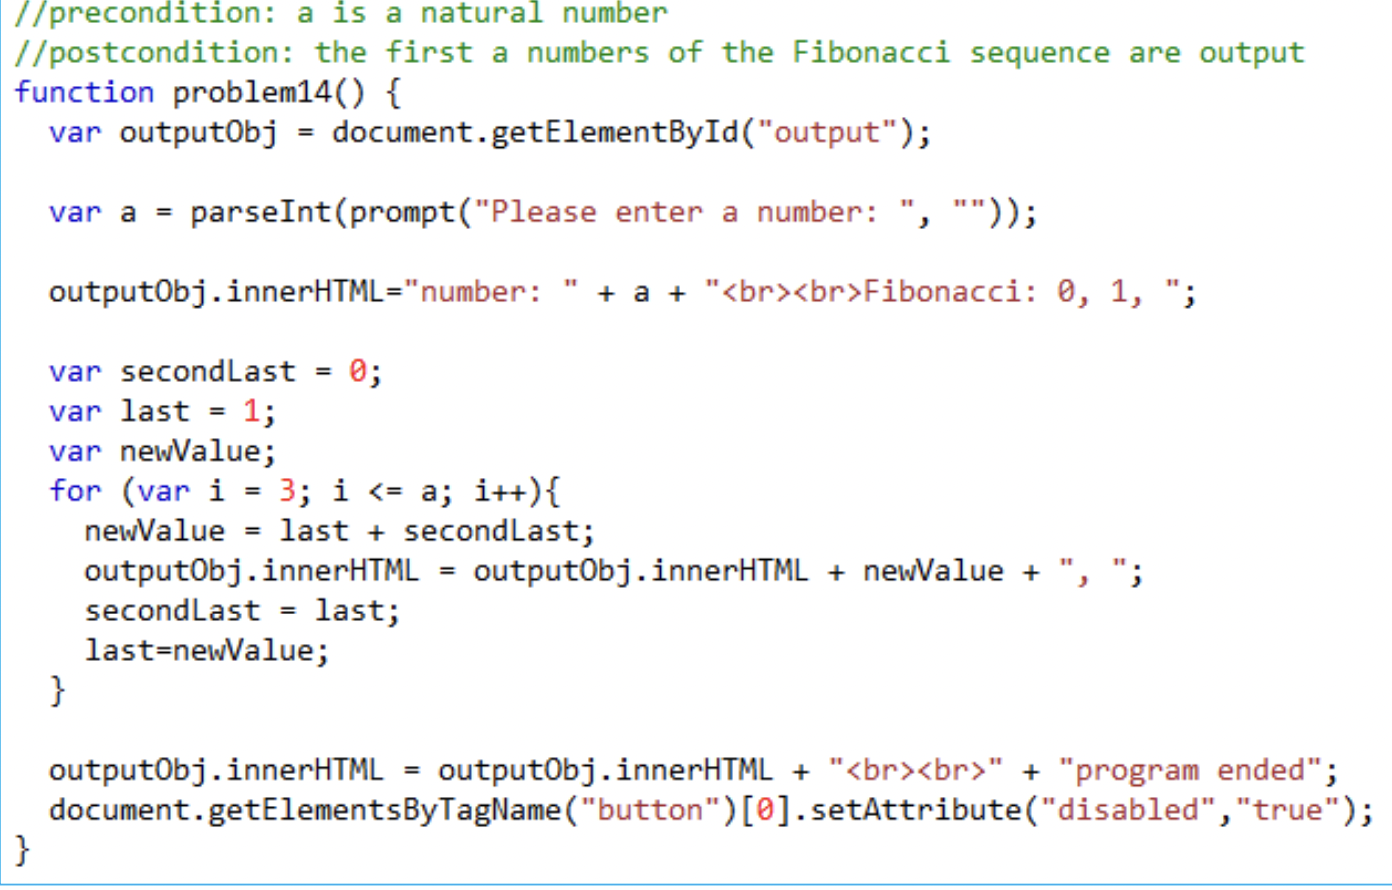 //precondition: a is a natural number
//postcondition: the first a numbers of the Fibonacci sequence are output
function problem14() {
  var outputObj = document.getElementById("output");

  var a = parseInt(prompt("Please enter a number: ", ""));

  outputObj.innerHTML="number: " + a + "<br><br>Fibonacci: 0, 1, ";

  var secondLast = 0;
  var last = 1;
  var newValue;
  for (var i = 3; i <= a; i++){
    newValue = last + secondLast;
    outputObj.innerHTML = outputObj.innerHTML + newValue + ", ";
    secondLast = last;
    last=newValue;
  }

  outputObj.innerHTML = outputObj.innerHTML + "<br><br>" + "program ended";
  document.getElementsByTagName("button")[0].setAttribute("disabled","true");
}